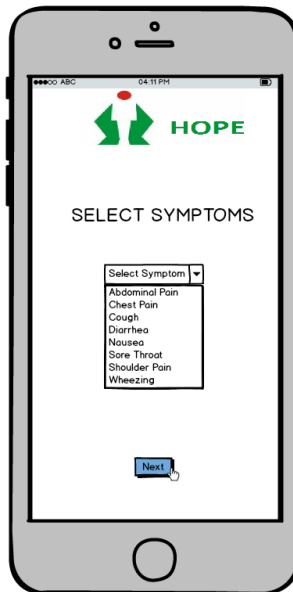 ABC 04:11 PM
HOPE
SELECT SYMPTOMS
Select Symptom
Abdominal Pain
Chest Pain
Cough
Diarrhea
Nausea
Sore Throat
Shoulder Pain
Wheezing
Next